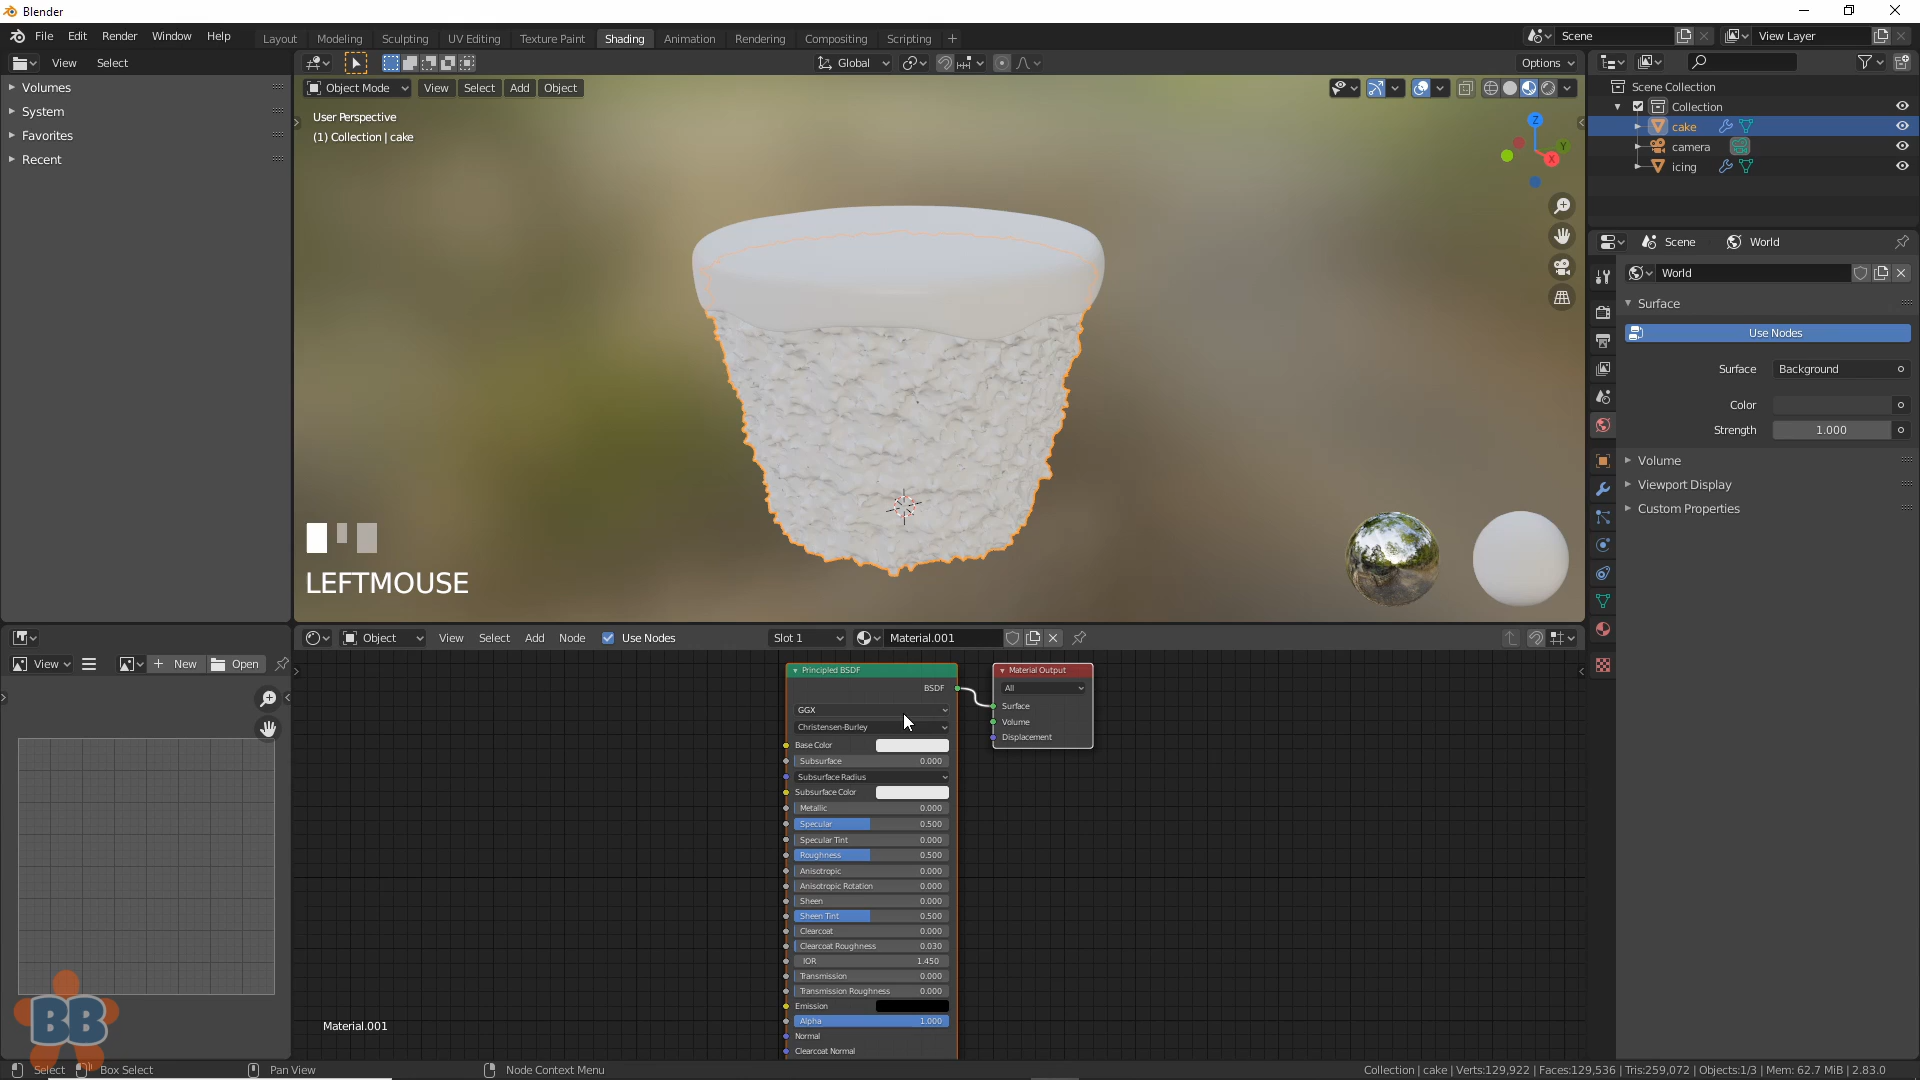 Blender
File Edit Render Window Help
Layout Modeling Sculpting UV Editing Texture Paint Shading Animation Rendering Compositing Scripting +
Scene View Layer
View Select
Global Options
Volumes
System
Favorites
Recent
Object Mode View Select Add Object
User Perspective
(1) Collection | cake
Z
Y
X
LEFTMOUSE
Scene Collection
Collection
cake
camera
icing
Scene World
World
Surface
Use Nodes
Surface Background
Color
Strength 1.000
Volume
Viewport Display
Custom Properties
View New Open
Object View Select Add Node Use Nodes Slot 1 Material.001
Principled BSDF
BSDF
GGX
Christensen-Burley
Base Color
Subsurface 0.000
Subsurface Radius
Subsurface Color
Metallic 0.000
Specular 0.500
Specular Tint 0.000
Roughness 0.500
Anisotropic 0.000
Anisotropic Rotation 0.000
Sheen 0.000
Sheen Tint 0.500
Clearcoat 0.000
Clearcoat Roughness 0.030
IOR 1.450
Transmission 0.000
Transmission Roughness 0.000
Emission
Alpha 1.000
Normal
Clearcoat Normal
Material Output
All
Surface
Volume
Displacement
Material.001
BB
Select Box Select Pan View Node Context Menu
Collection | cake | Verts:129,922 | Faces:129,536 | Tris:259,072 | Objects:1/3 | Mem: 62.7 MiB | 2.83.0